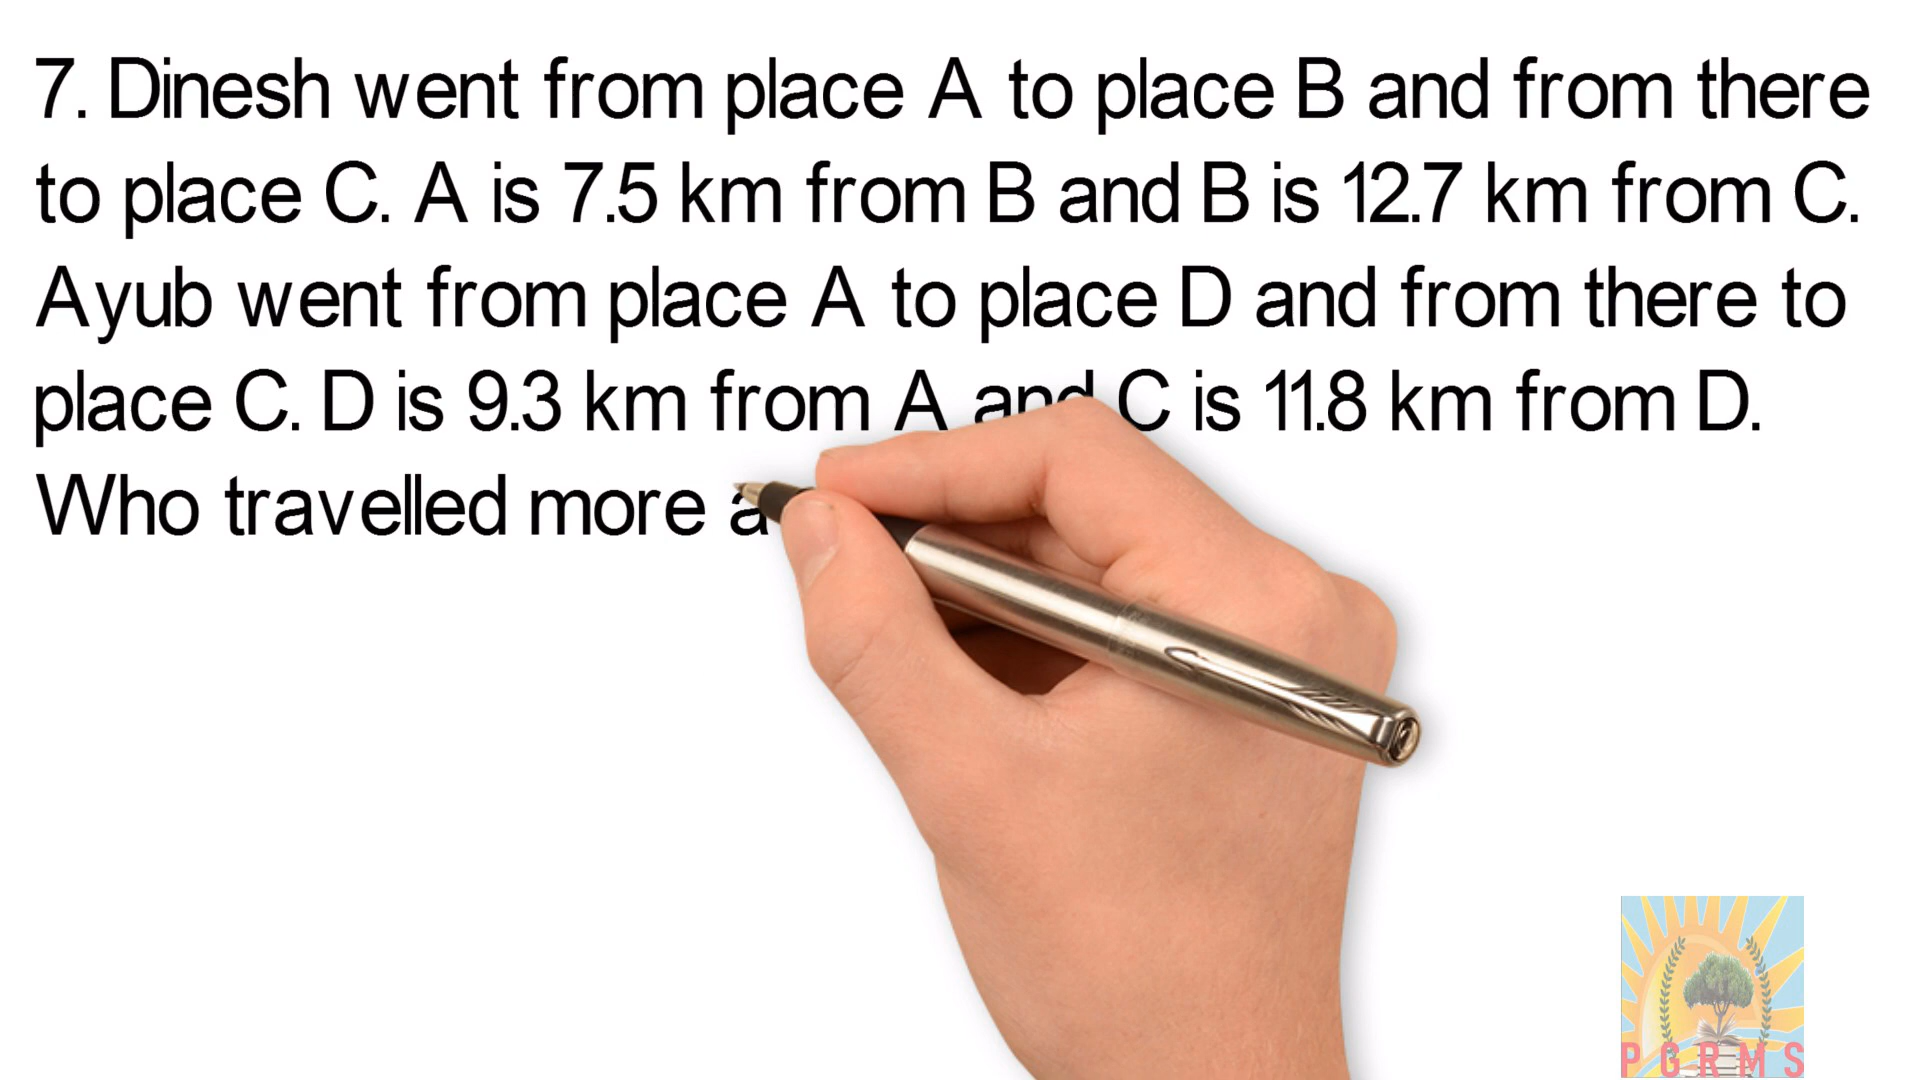 7. Dinesh went from place A to place B and from there
to place C. A is 7.5 km from B and B is 12.7 km from C.
Ayub went from place A to place D and from there to
place C. D is 9.3 km from A and C is 11.8 km from D.
Who travelled more a
PGRMS